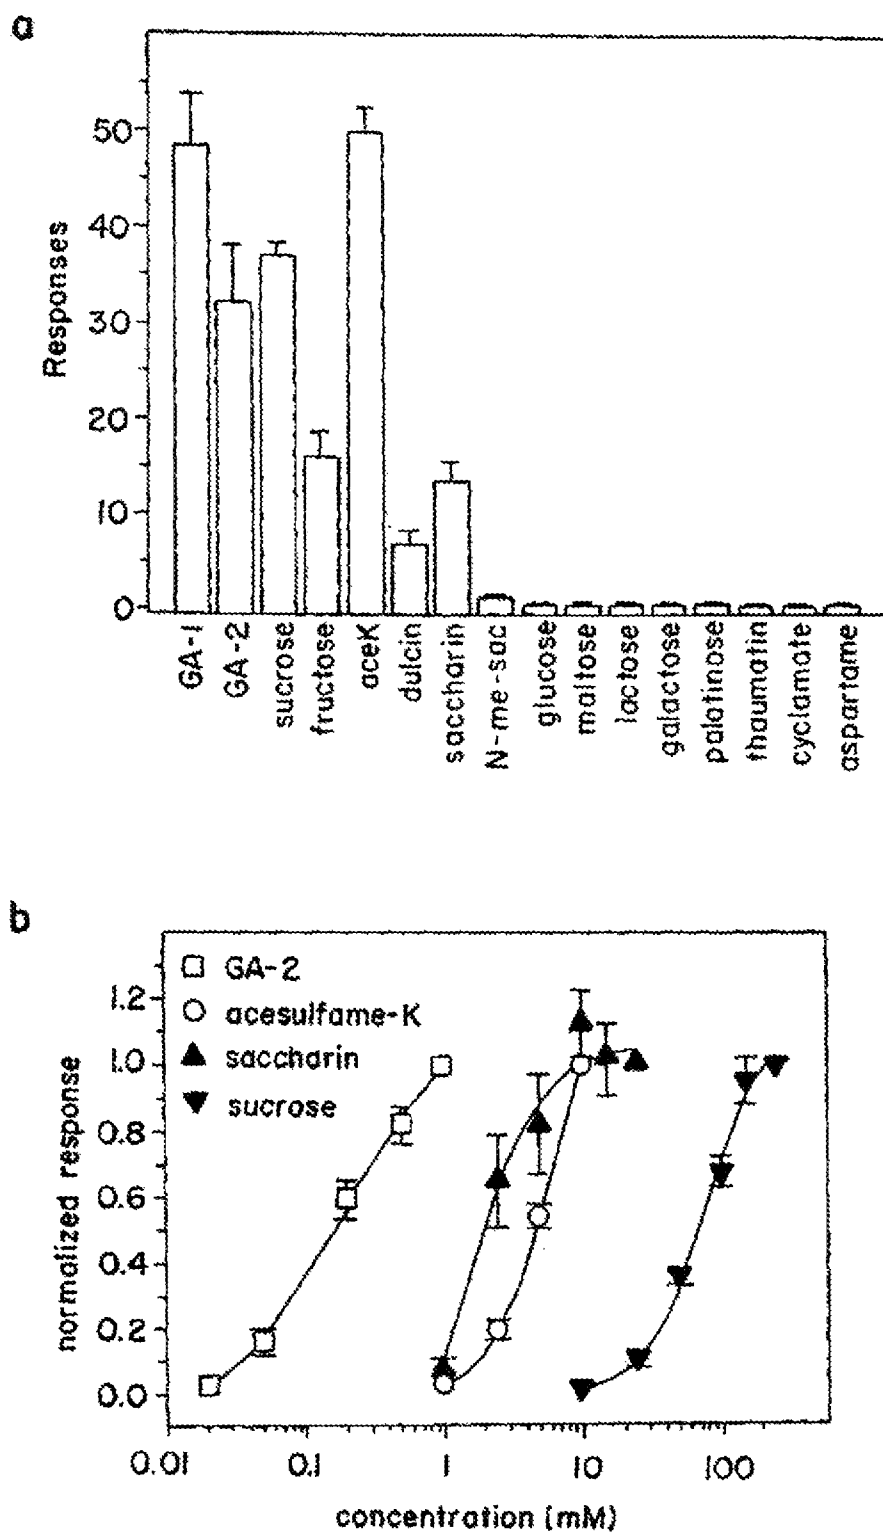 a
Responses
50
40
30
20
10
0
GA-1
GA-2
sucrose
fructose
aceK
dulcin
saccharin
N-me-sac
glucose
maltose
lactose
galactose
palatinose
thaumatin
cyclamate
aspartame
b
GA-2
acesulfame-K
saccharin
sucrose
normalized response
1.2
1.0
0.8
0.6
0.4
0.2
0.0
0.01
0.1
1
10
100
concentration (mM)